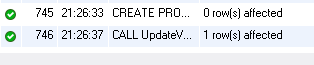 745 21:26:33 CREATE PRO... 0 row(s) affected
746 21:26:37 CALL UpdateV... 1 row(s) affected